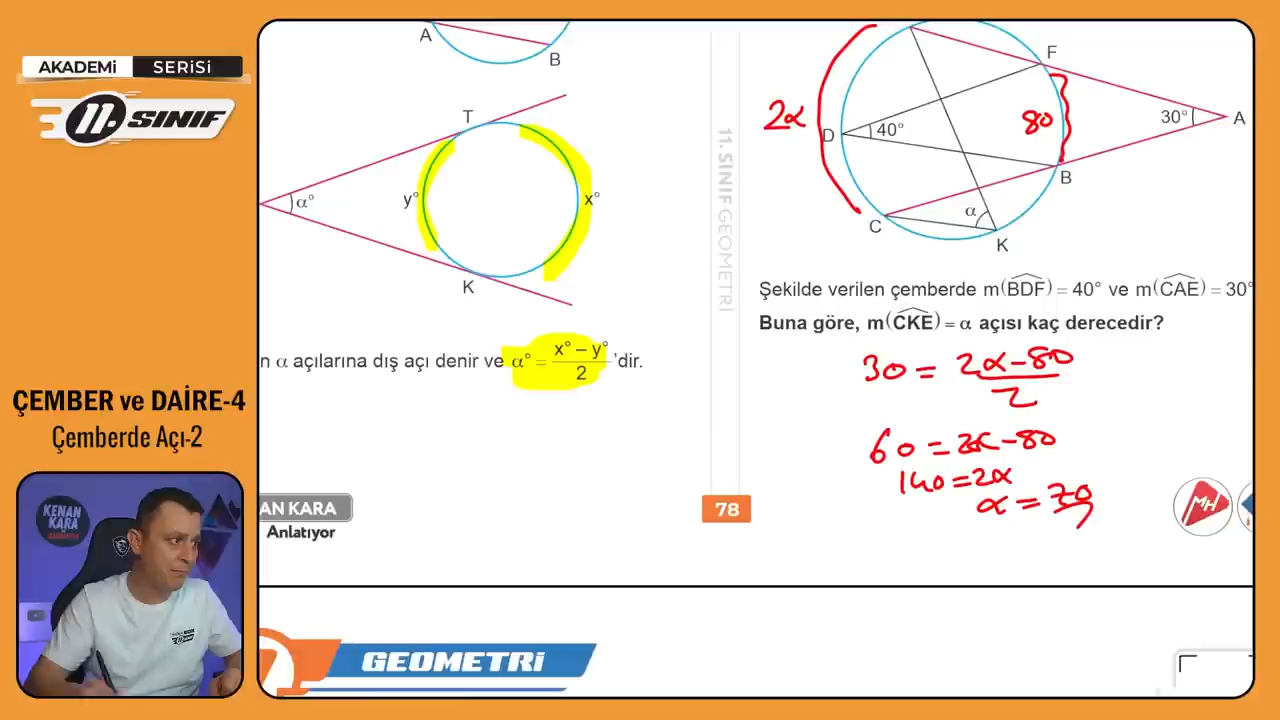 AKADEMİ SERİSİ
11. SINIF
ÇEMBER ve DAİRE-4
Çemberde Açı-2
KENAN
KARA
A
B
T
α°
y°
x°
K
n α açılarına dış açı denir ve α° = x° – y° / 2 'dir.
AN KARA
Anlatıyor
11. SINIF GEOMETRİ
78
F
2α
D
40°
80
30°
A
B
α
C
K
Şekilde verilen çemberde m(BDF) = 40° ve m(CAE) = 30°
Buna göre, m(CKE) = α açısı kaç derecedir?
30 = 2α – 80 / 2
60 = 2α – 80
140 = 2α
α = 70
MH
GEOMETRİ